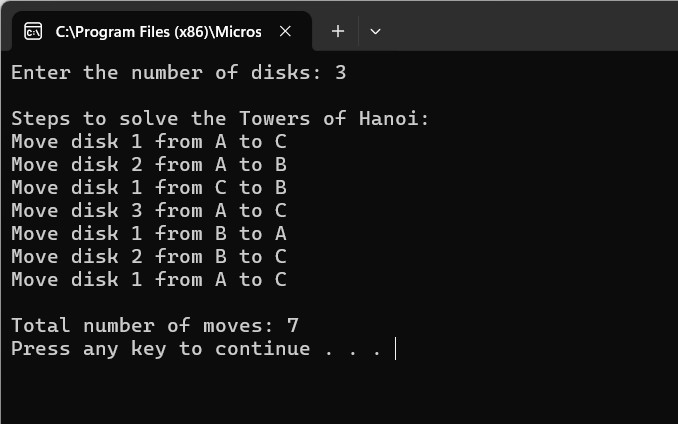 C:\Program Files (x86)\Micros
Enter the number of disks: 3
Steps to solve the Towers of Hanoi:
Move disk 1 from A to C
Move disk 2 from A to B
Move disk 1 from C to B
Move disk 3 from A to C
Move disk 1 from B to A
Move disk 2 from B to C
Move disk 1 from A to C
Total number of moves: 7
Press any key to continue . . .